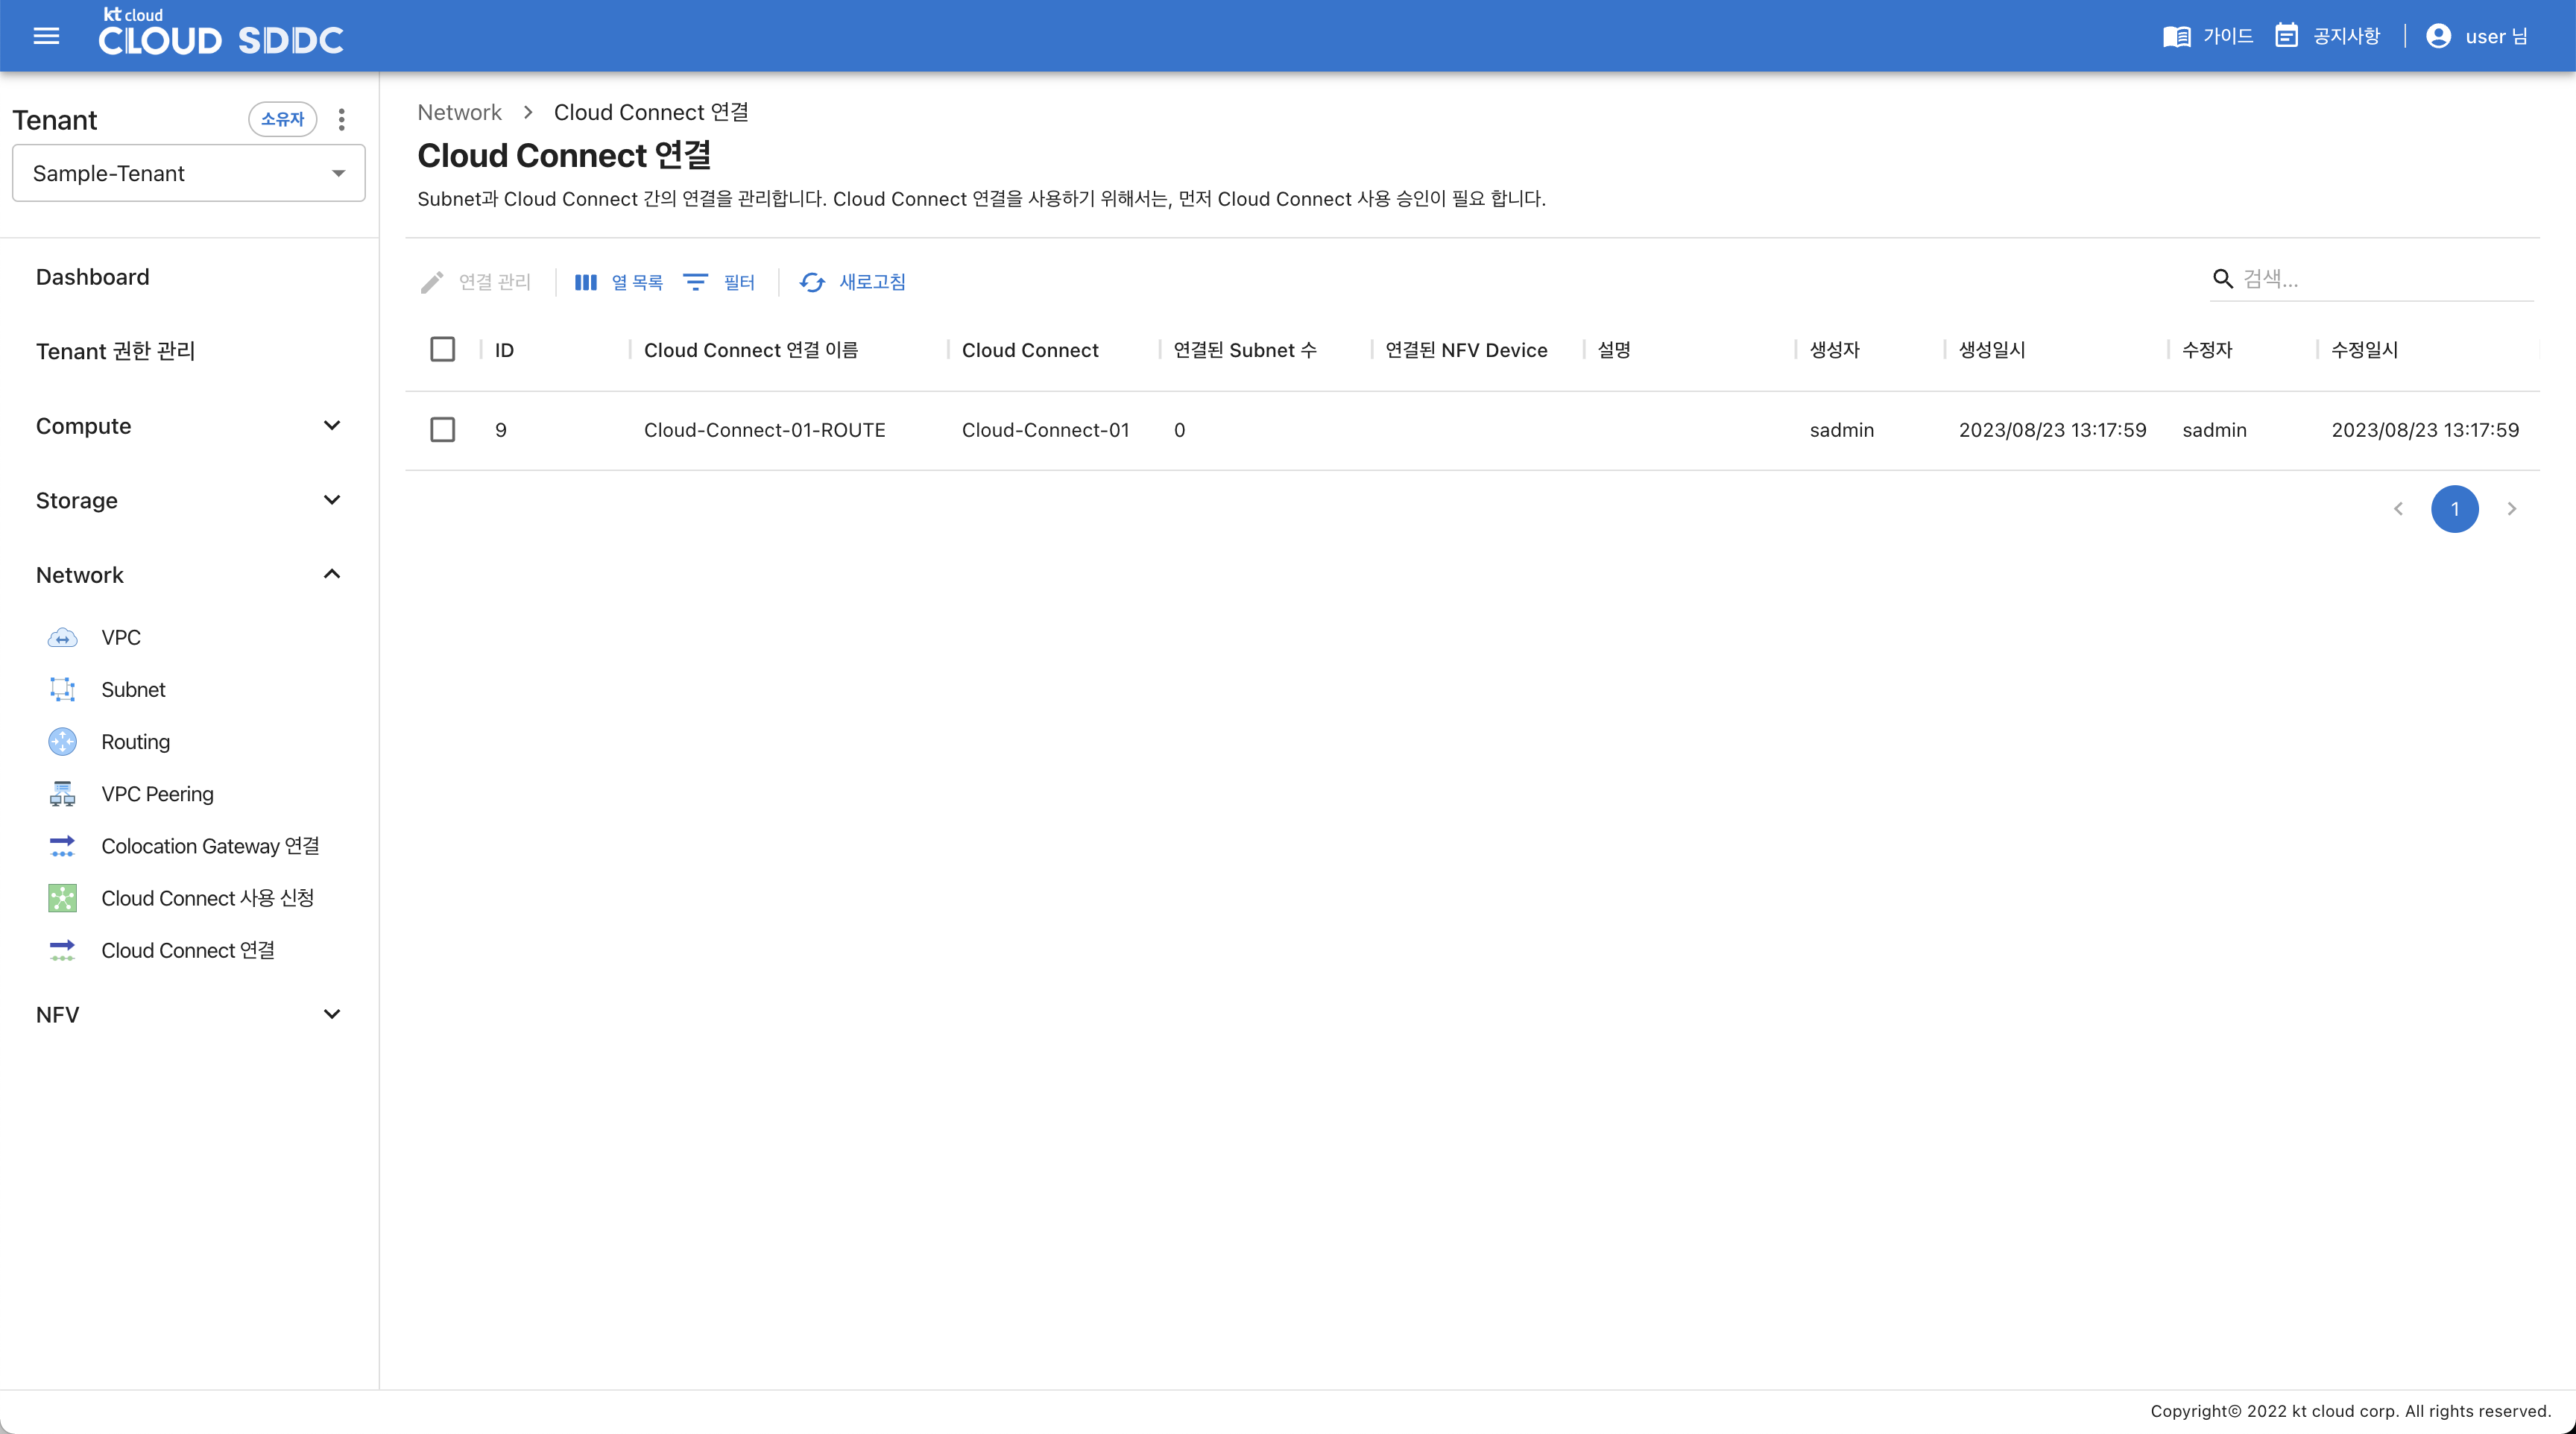 kt cloud
CLOUD SDDC
가이드
공지사항
user 님
Tenant
소유자
Sample-Tenant
Dashboard
Tenant 권한 관리
Compute
Storage
Network
VPC
Subnet
Routing
VPC Peering
Colocation Gateway 연결
Cloud Connect 사용 신청
Cloud Connect 연결
NFV
Network > Cloud Connect 연결
Cloud Connect 연결
Subnet과 Cloud Connect 간의 연결을 관리합니다. Cloud Connect 연결을 사용하기 위해서는, 먼저 Cloud Connect 사용 승인이 필요 합니다.
연결 관리 열 목록 필터 새로고침
검색...
ID Cloud Connect 연결 이름 Cloud Connect 연결된 Subnet 수 연결된 NFV Device 설명 생성자 생성일시 수정자 수정일시
9 Cloud-Connect-01-ROUTE Cloud-Connect-01 0 sadmin 2023/08/23 13:17:59 sadmin 2023/08/23 13:17:59
1
Copyright© 2022 kt cloud corp. All rights reserved.